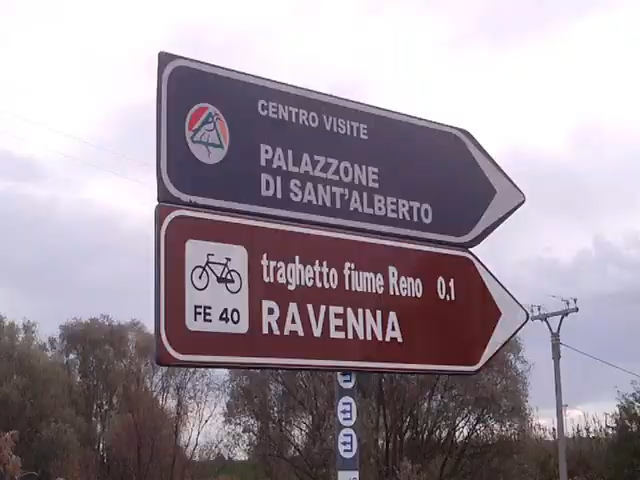 CENTRO VISITE
PALAZZONE
DI SANT'ALBERTO
traghetto fiume Reno 0,1
FE 40
RAVENNA